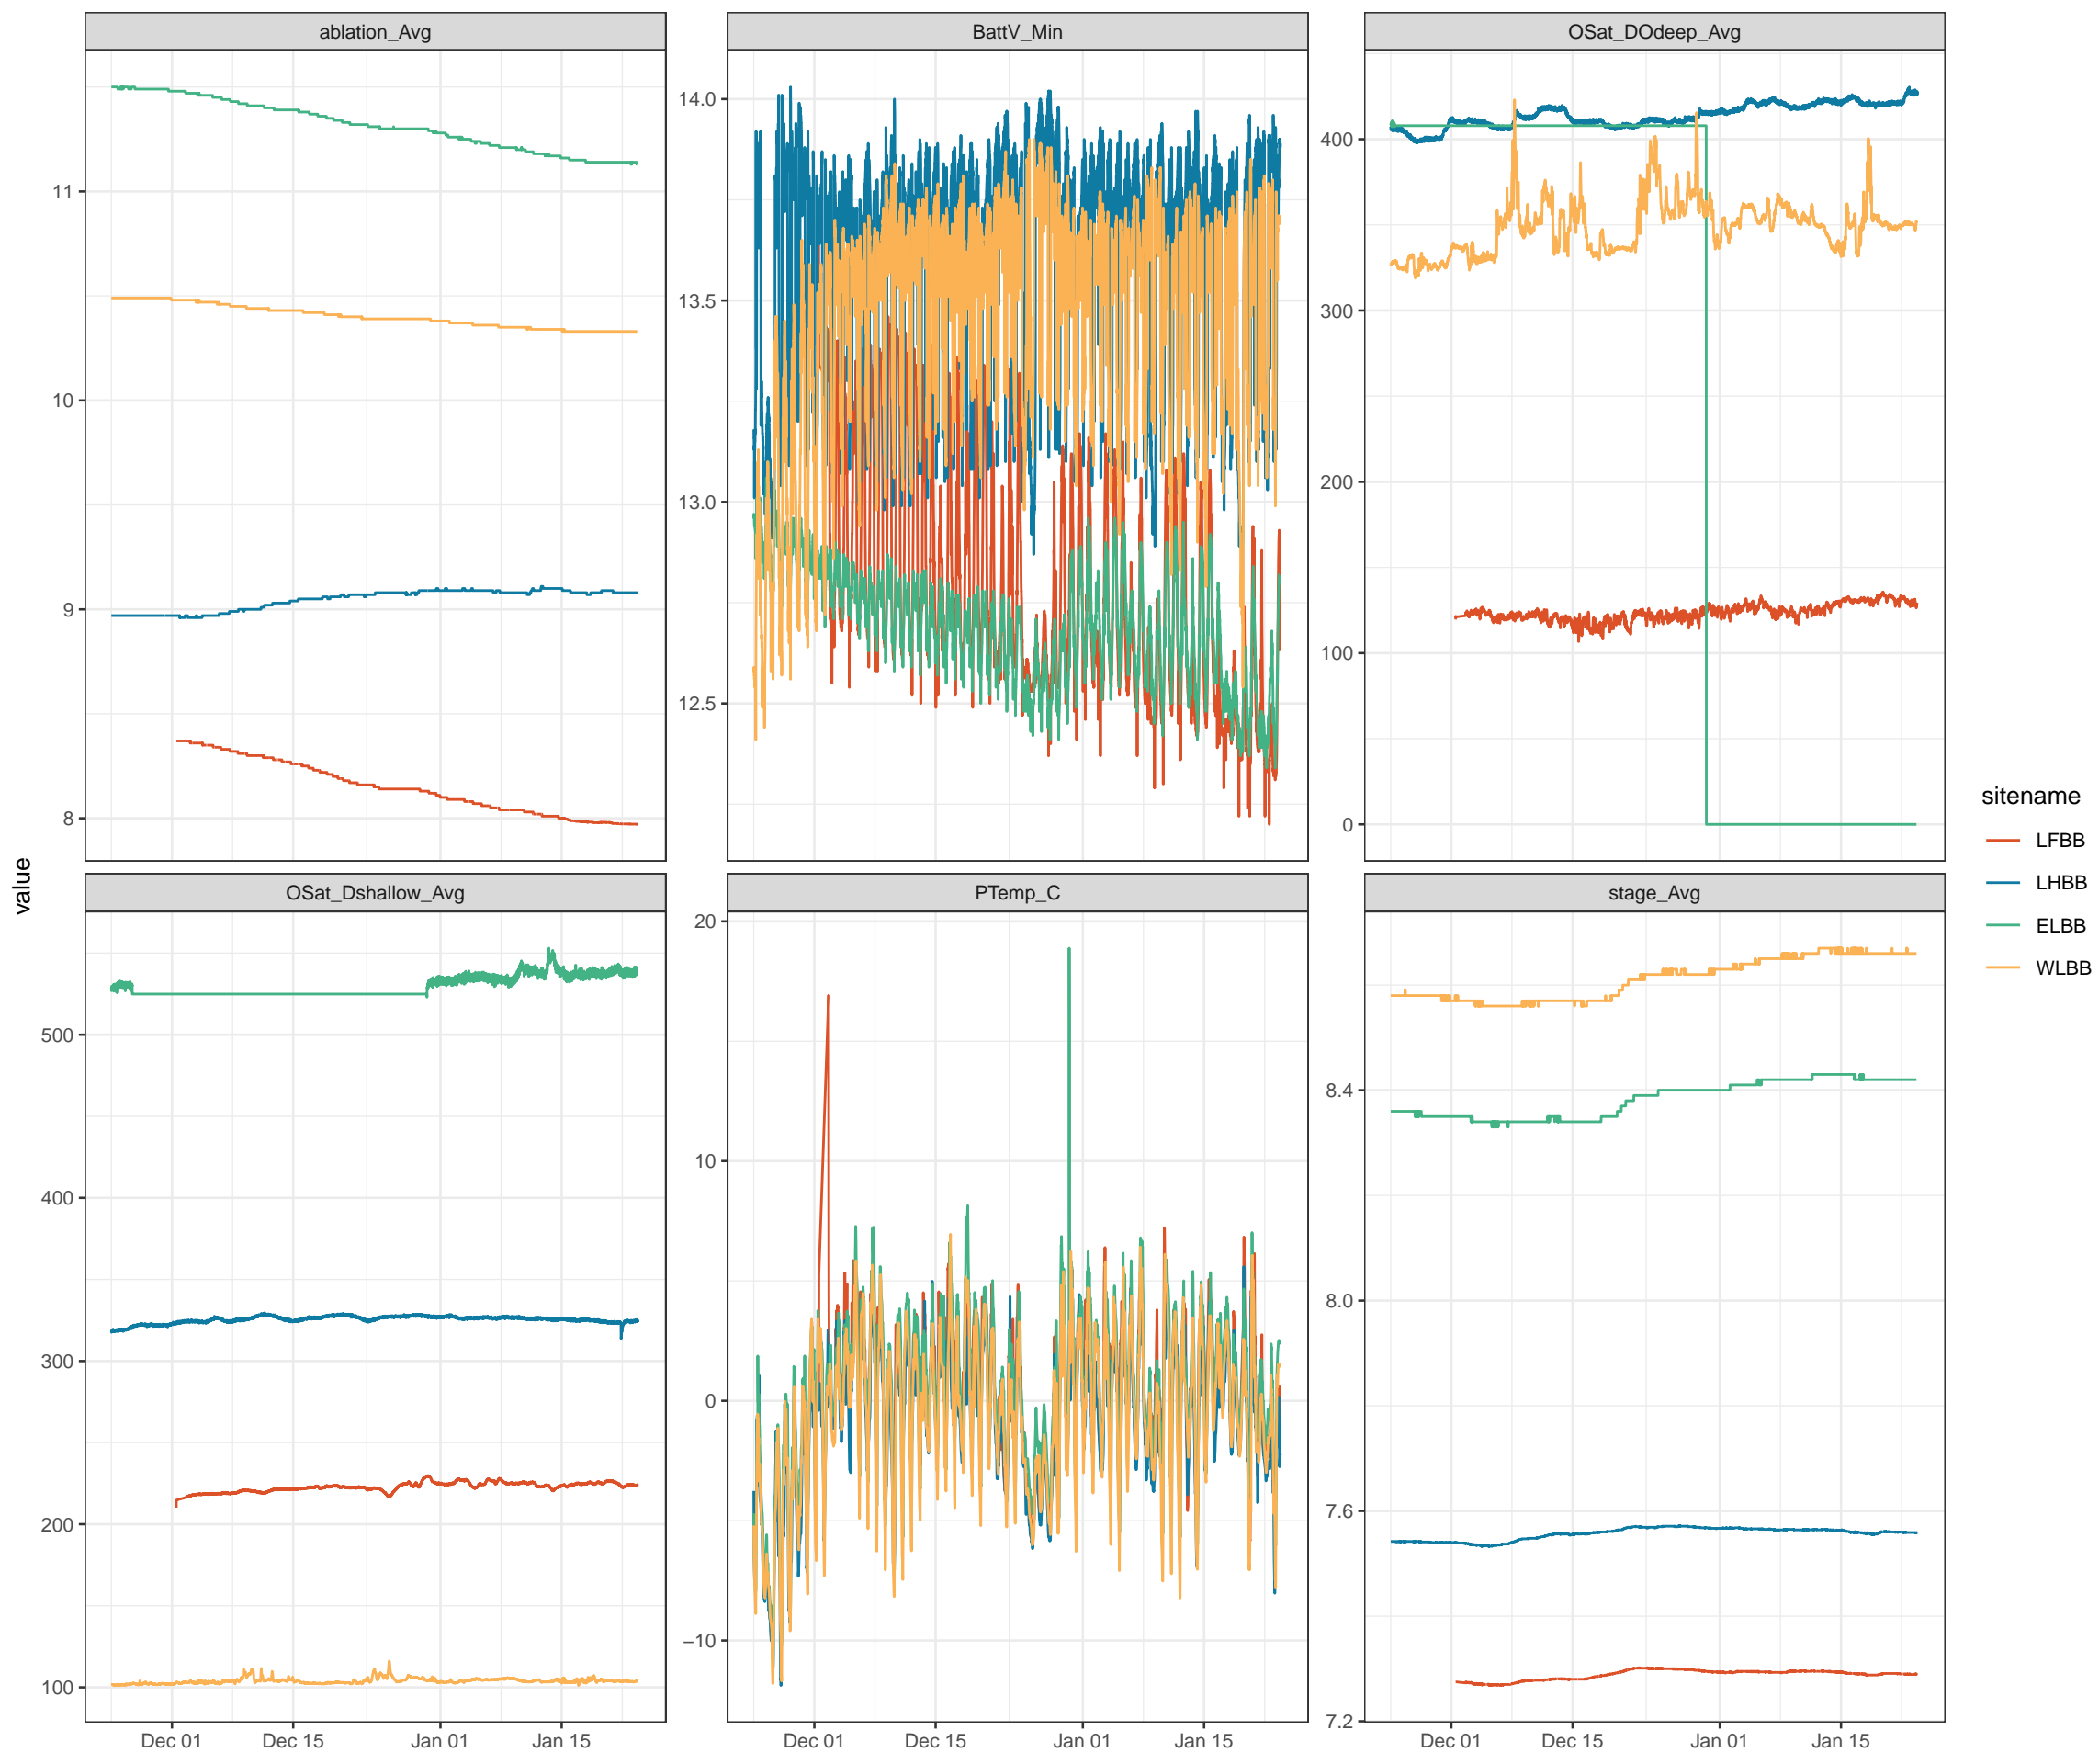 ablation_Avg
BattV_Min
OSat_DOdeep_Avg
11
10
9
8
14.0
13.5
13.0
12.5
400
300
200
100
0
value
OSat_Dshallow_Avg
PTemp_C
stage_Avg
500
400
300
200
100
20
10
0
−10
8.4
8.0
7.6
7.2
Dec 01 Dec 15 Jan 01 Jan 15
Dec 01 Dec 15 Jan 01 Jan 15
Dec 01 Dec 15 Jan 01 Jan 15
sitename
LFBB
LHBB
ELBB
WLBB